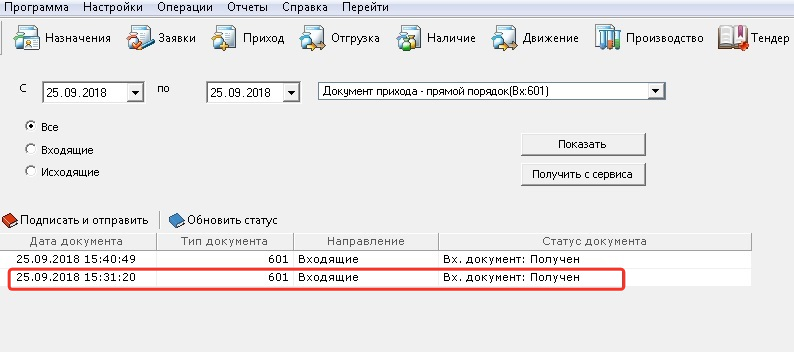 Программа Настройки Операции Отчеты Справка Перейти
Назначения Заявки Приход Отгрузка Наличие Движение Производство Тендер
С 25.09.2018 по 25.09.2018 Документ прихода - прямой порядок(Вх:601)
Все
Входящие
Исходящие
Показать
Получить с сервиса
Подписать и отправить Обновить статус
Дата документа Тип документа Направление Статус документа
25.09.2018 15:40:49 601 Входящие Вх. документ: Получен
25.09.2018 15:31:20 601 Входящие Вх. документ: Получен